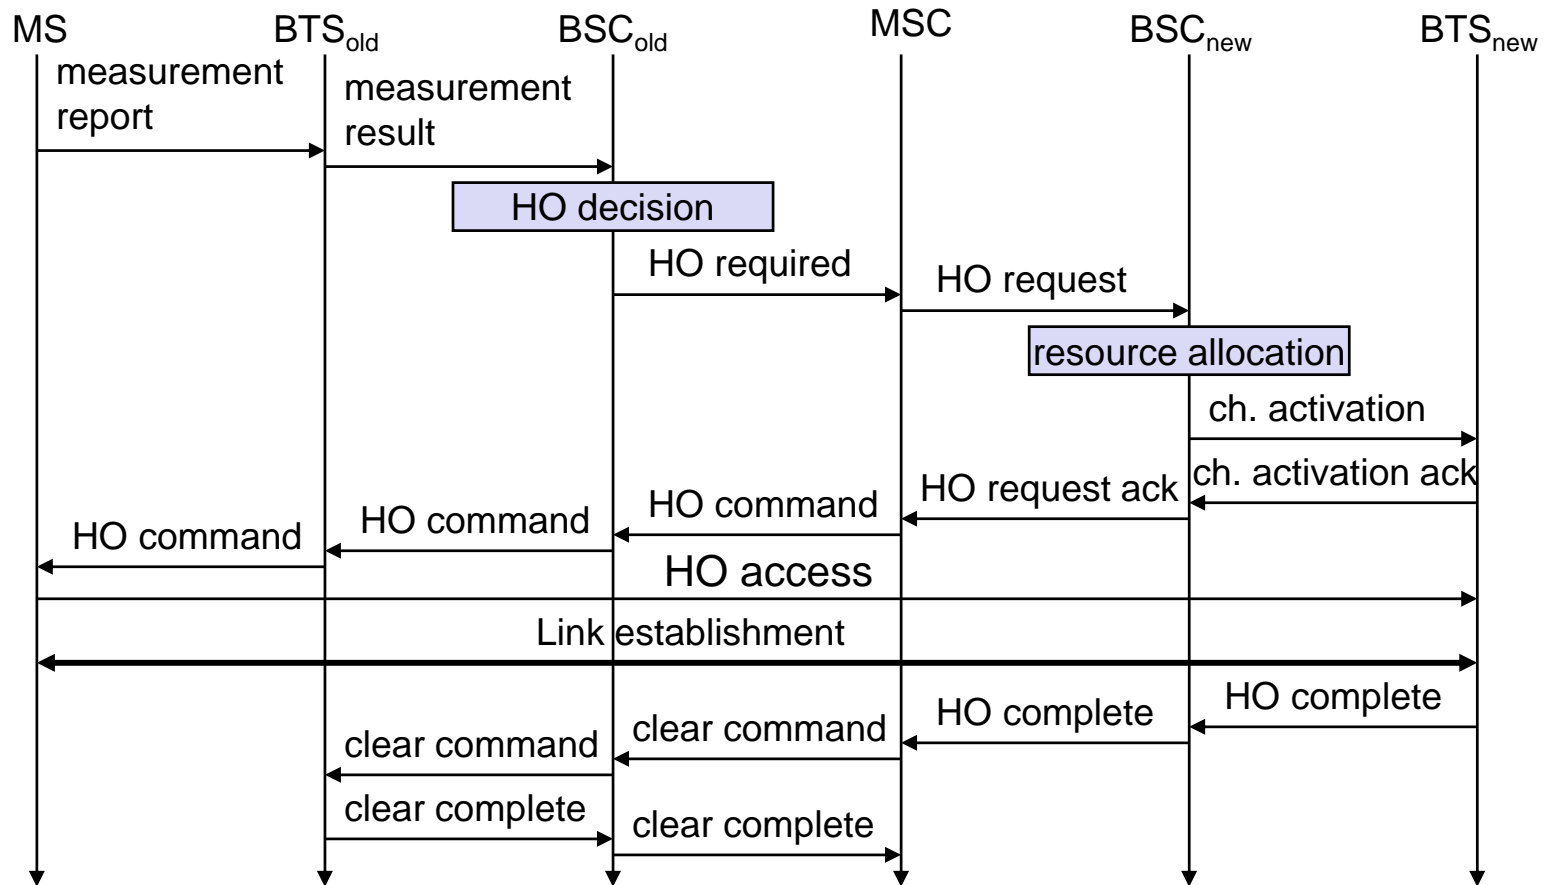 MS
BTSold
BSCold
MSC
BSCnew
BTSnew
measurement
report
measurement
result
HO decision
HO required
HO request
resource allocation
ch. activation
ch. activation ack
HO request ack
HO command
HO command
HO command
HO access
Link establishment
HO complete
HO complete
clear command
clear command
clear complete
clear complete